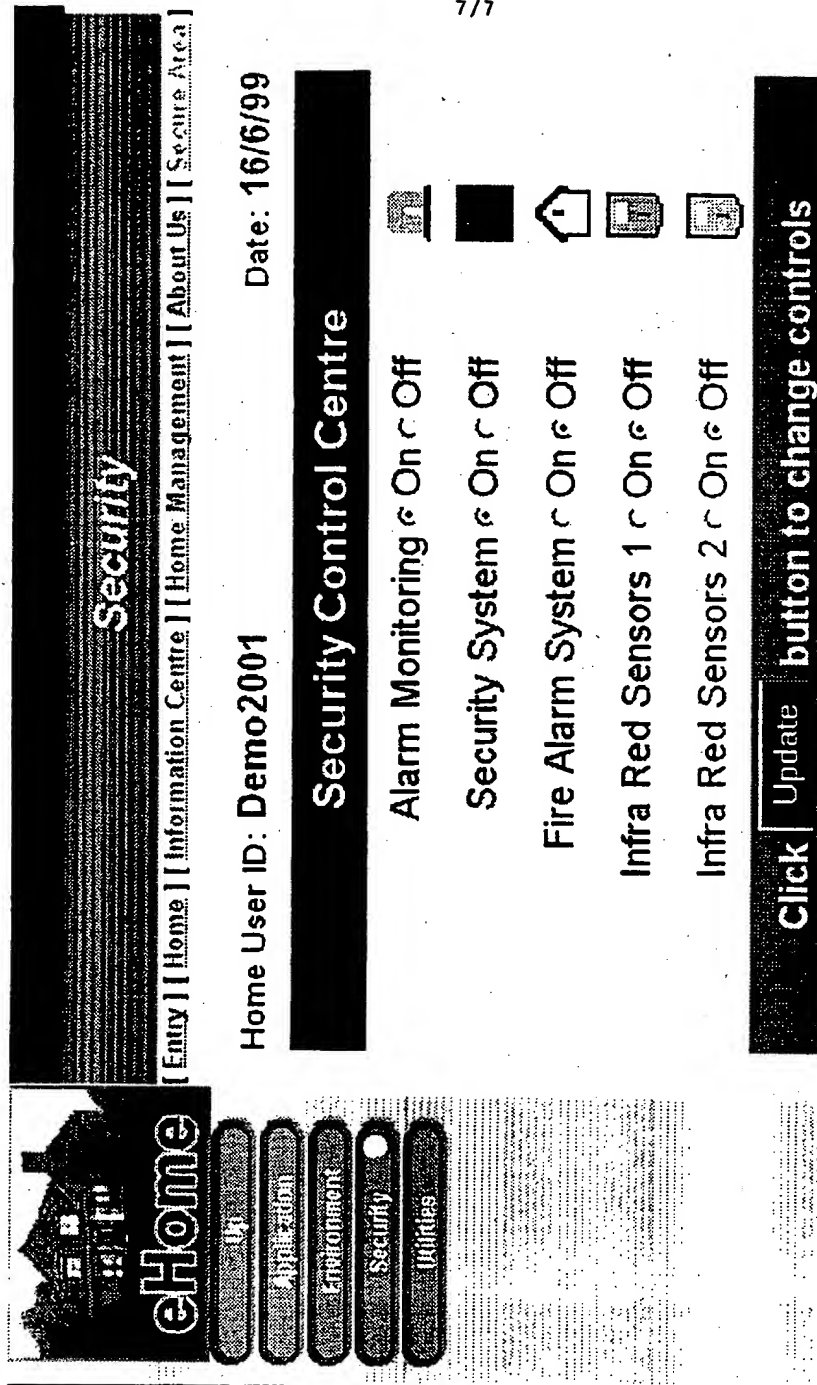 7/7
eHome
Up
Application
Environment
Security
Utilities
Security
[ Entry ] [ Home ] [ Information Centre ] [ Home Management ] [ About Us ] [ Secure Area ]
Home User ID: Demo2001 Date: 16/6/99
Security Control Centre
Alarm Monitoring On Off
Security System On Off
Fire Alarm System On Off
Infra Red Sensors 1 On Off
Infra Red Sensors 2 On Off
Click Update button to change controls